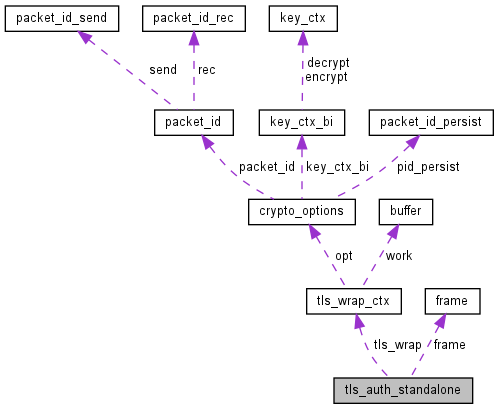 packet_id_send
packet_id_rec
key_ctx
send
rec
decrypt
encrypt
packet_id
key_ctx_bi
packet_id_persist
packet_id
key_ctx_bi
pid_persist
crypto_options
buffer
opt
work
tls_wrap_ctx
frame
tls_wrap
frame
tls_auth_standalone